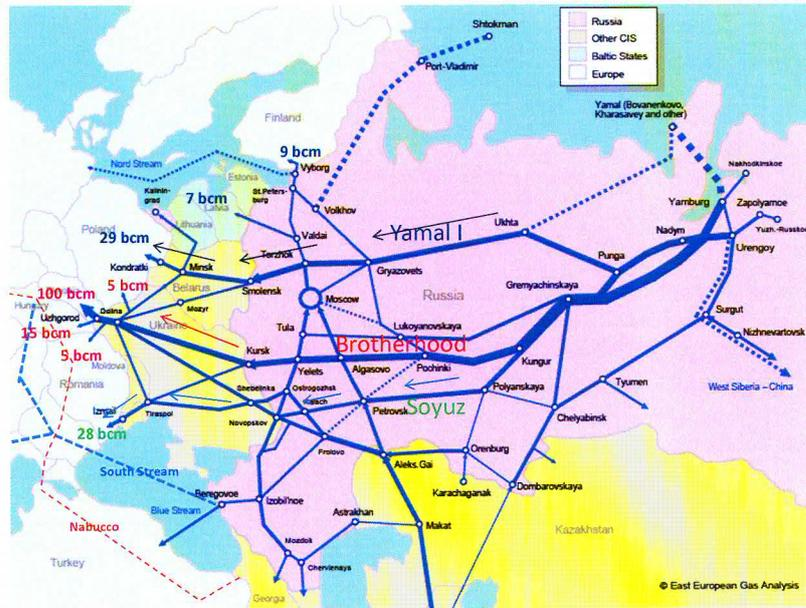 Shtokman
Russia
Other CIS
Baltic States
Europe
Port-Vladimir
Yamal (Bovanenkovo,
Kharasavey and other)
Finland
9 bcm
Vyborg
Nord Stream
Estonia
St.Peters-
burg
Nakhodkinskoe
Kalinin-
grad
7 bcm
Latvia
Volkhov
Yamburg
Zapolyarnoe
Lithuania
Valdai
Yamal I
Ukhta
Nadym
Yuzh.-Russkoe
Poland
29 bcm
Torzhok
Urengoy
Kondratki
Minsk
Gryazovets
Punga
Smolensk
Gremyachinskaya
Belarus
5 bcm
Moscow
Russia
100 bcm
Hungary
Dolina
Mozyr
Surgut
Uzhgorod
Ukraine
Tula
Lukoyanovskaya
Nizhnevartovsk
15 bcm
Brotherhood
5 bcm
Kursk
Pochinki
Kungur
Moldova
Yelets
Algasovo
West Siberia – China
Romania
Shebelinka
Ostrogozhsk
Polyanskaya
Tyumen
Izmail
Tiraspol
Valach
Petrovsk
Soyuz
Chelyabinsk
28 bcm
Novopskov
Frolovo
Orenburg
Aleks.Gai
South Stream
Karachaganak
Dombarovskaya
Beregovoe
Izobil'noe
Blue Stream
Astrakhan
Makat
Nabucco
Kazakhstan
Mozdok
Turkey
Chervlenaya
Georgia
© East European Gas Analysis